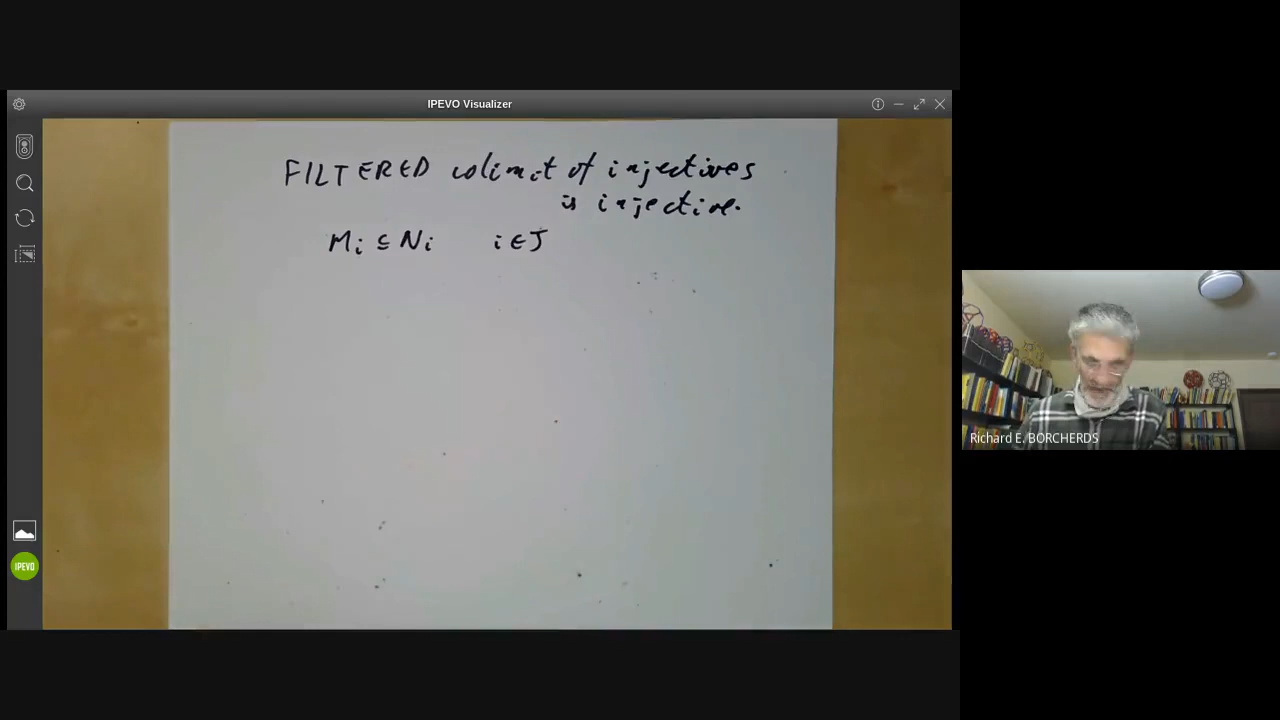 IPEVO Visualizer
FILTERED colimit of injectives
is injective.
Mi ⊆ Ni i ∈ J
IPEVO
Richard E. BORCHERDS